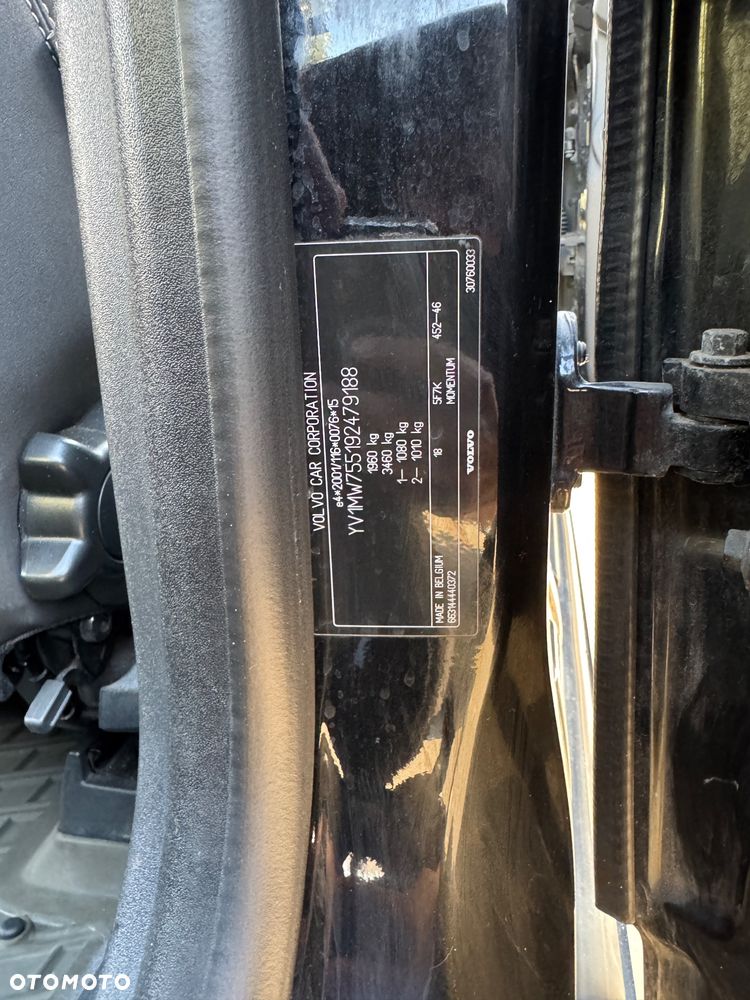 VOLVO CAR CORPORATION
e4*2001/116*0076*15
YV1MW755192479188
1960 kg
3460 kg
1– 1080 kg
2– 1010 kg
MADE IN BELGIUM 18 5F7K 452–46
663144440372 MOMENTUM
VOLVO
30760033
OTOMOTO